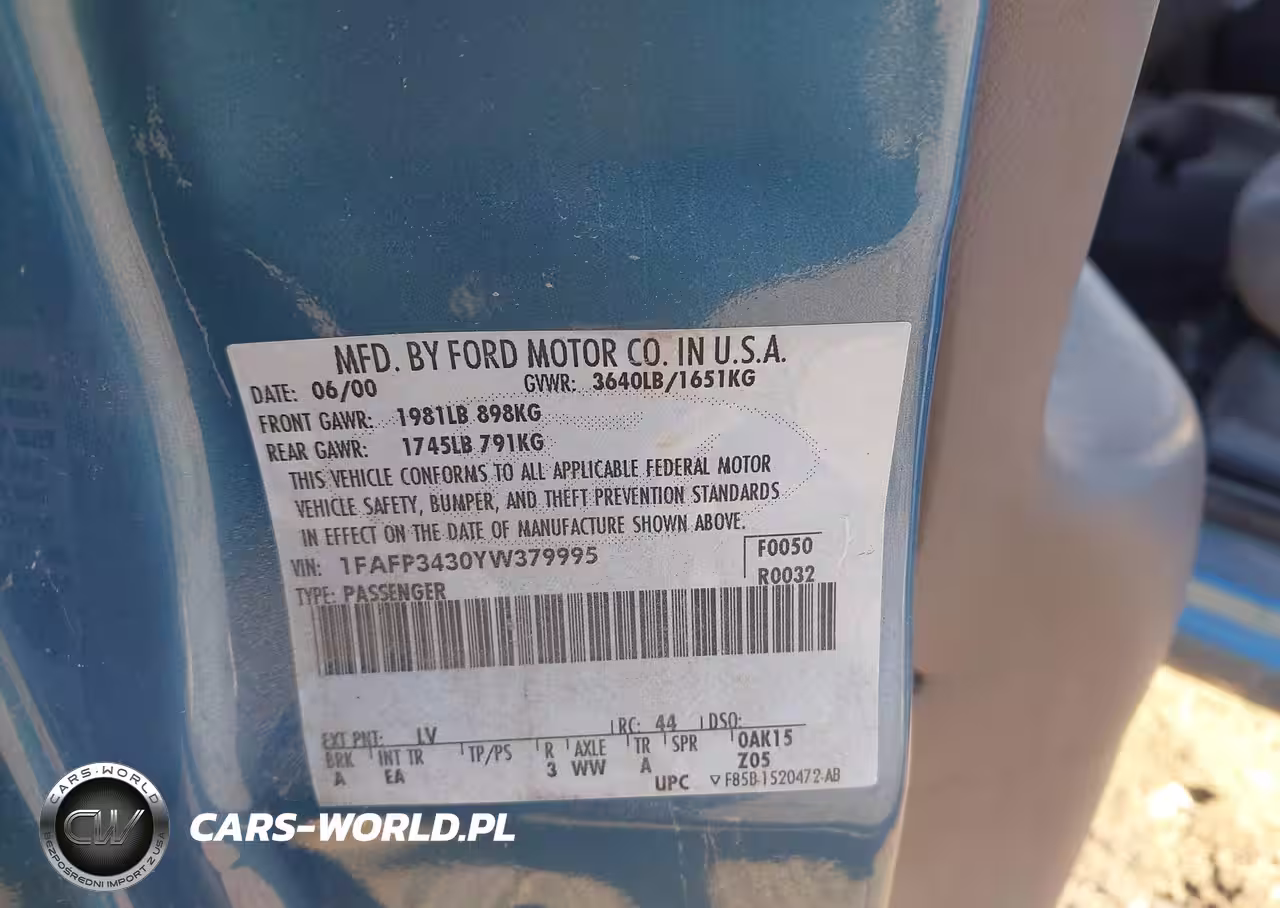 MFD. BY FORD MOTOR CO. IN U.S.A.
DATE: 06/00 GVWR: 3640LB/1651KG
FRONT GAWR: 1981LB 898KG
REAR GAWR: 1745LB 791KG
THIS VEHICLE CONFORMS TO ALL APPLICABLE FEDERAL MOTOR
VEHICLE SAFETY, BUMPER, AND THEFT PREVENTION STANDARDS
IN EFFECT ON THE DATE OF MANUFACTURE SHOWN ABOVE.
VIN: 1FAFP3430YW379995 F0050
TYPE: PASSENGER R0032
EXT PNT: LV RC: 44 DSO:
BRK INT TR TP/PS R AXLE TR SPR 0AK15
A EA 3 WW A Z05
UPC ▽ F85B-1520472-AB
CARS-WORLD
CW
BEZPOŚREDNI IMPORT Z USA
CARS-WORLD.PL